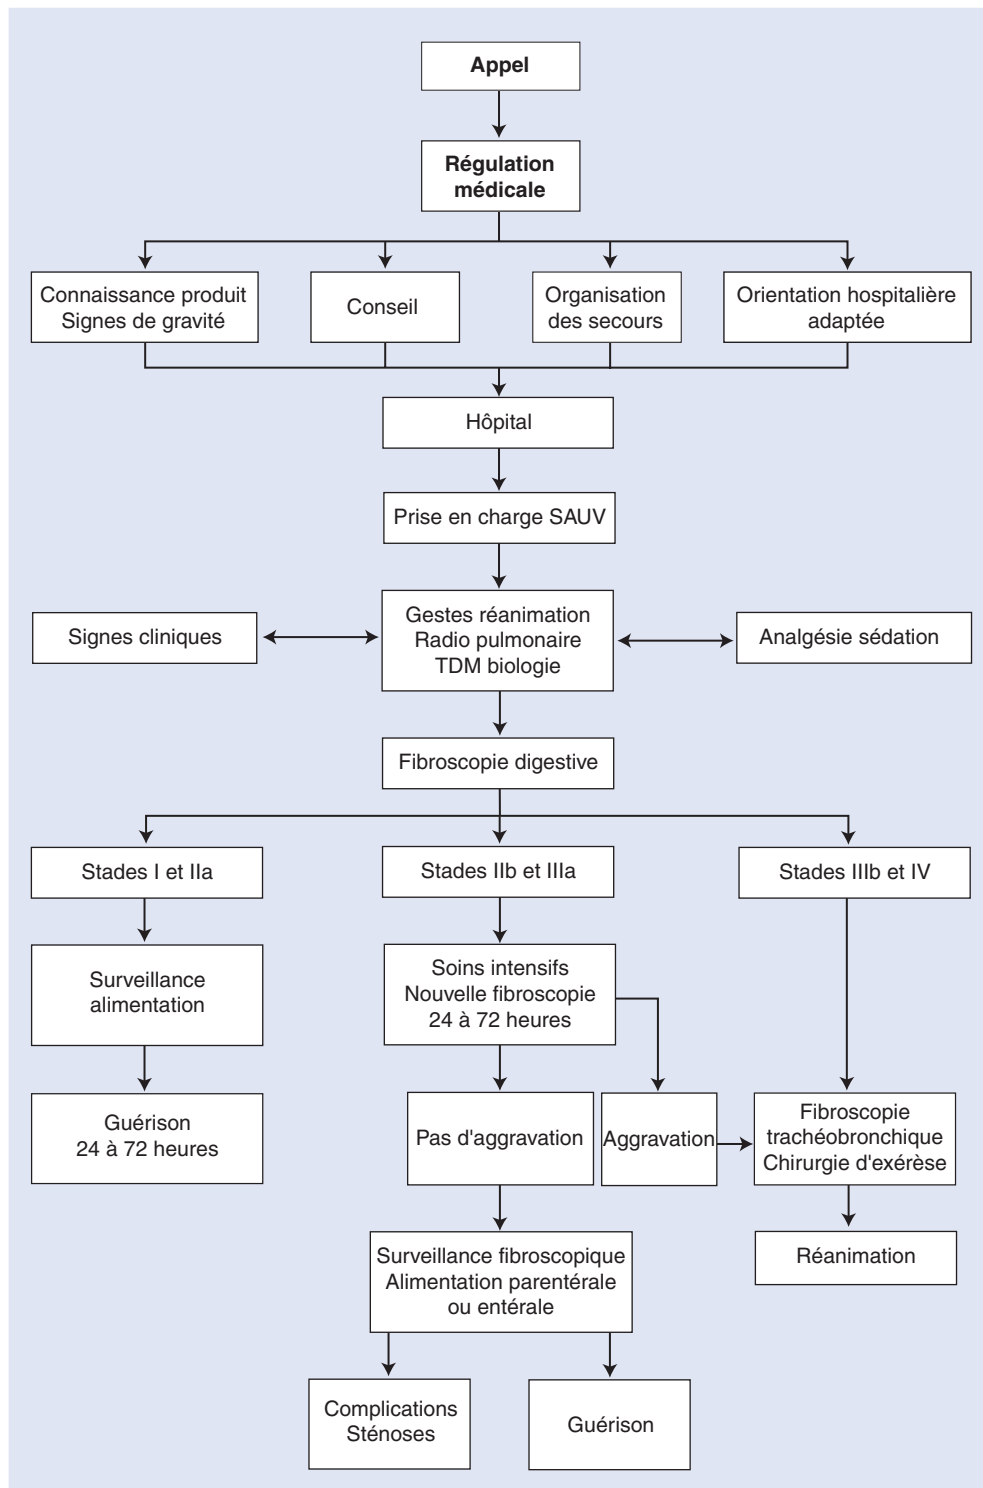 Appel
Régulation
médicale
Connaissance produit
Signes de gravité
Conseil
Organisation
des secours
Orientation hospitalière
adaptée
Hôpital
Prise en charge SAUV
Signes cliniques
Gestes réanimation
Radio pulmonaire
TDM biologie
Analgésie sédation
Fibroscopie digestive
Stades I et IIa
Stades IIb et IIIa
Stades IIIb et IV
Surveillance
alimentation
Soins intensifs
Nouvelle fibroscopie
24 à 72 heures
Guérison
24 à 72 heures
Pas d'aggravation
Aggravation
Fibroscopie
trachéobronchique
Chirurgie d'exérèse
Surveillance fibroscopique
Alimentation parentérale
ou entérale
Réanimation
Complications
Sténoses
Guérison